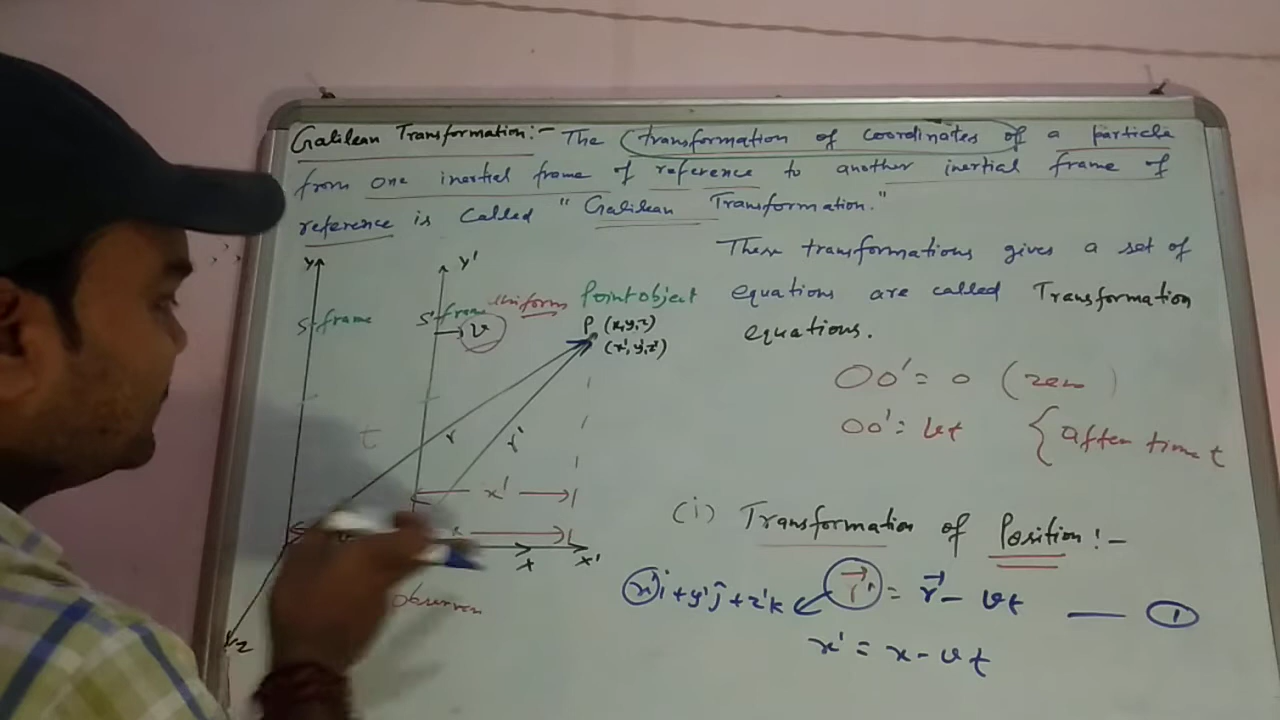 Galilean Transformation:- The transformation of coordinates of a particle
from one inertial frame of reference to another inertial frame of
reference is called "Galilean Transformation."
These transformations gives a set of
equations are called Transformation
equations.
y
y'
S-frame
S'-frame
uniform
v
Point object
P (x,y,z)
(x',y',z')
t
r
r'
x'
x
x
x'
z
Observer
OO' = 0 (zero)
OO' = vt { After time t
(i) Transformation of Position:-
x'i + y'ĵ + z'k ← r⃗' = r⃗ - vt —— ①
x' = x - vt